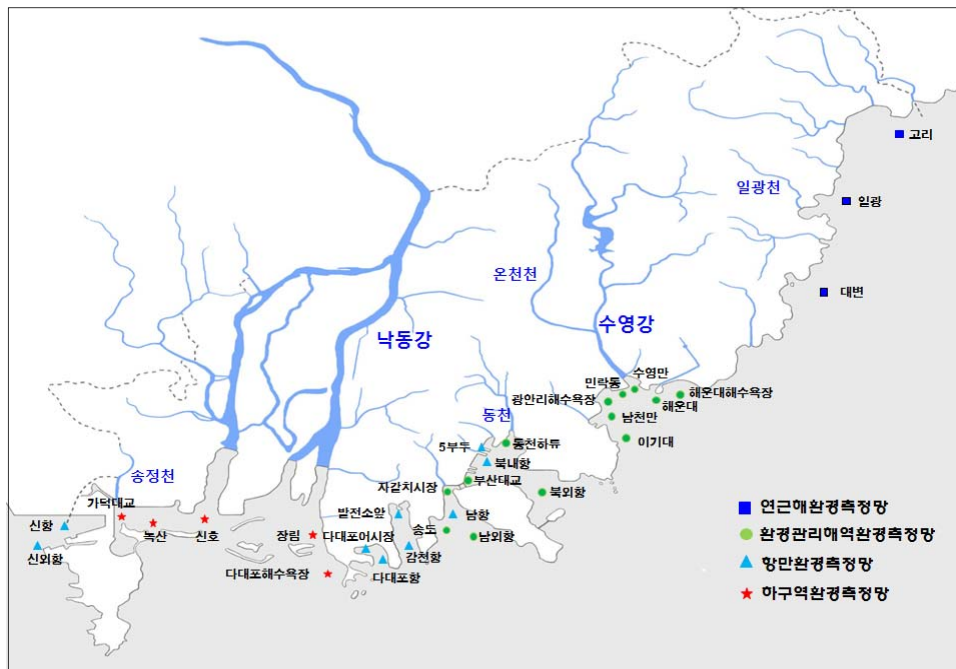 고리
일광천
일광
온천천
대변
수영강
낙동강
수영만
민락동
해운대해수욕장
광안리해수욕장
해운대
남천만
동천
이기대
5부두
동천하류
북내항
송정천
부산대교
자갈치시장
북외항
가덕대교
신항
녹산
신호
발전소앞
남항
연근해환경측정망
장림
다대포어시장
송도
남외항
환경관리해역환경측정망
신외항
감천항
항만환경측정망
다대포해수욕장
다대포항
하구역환경측정망